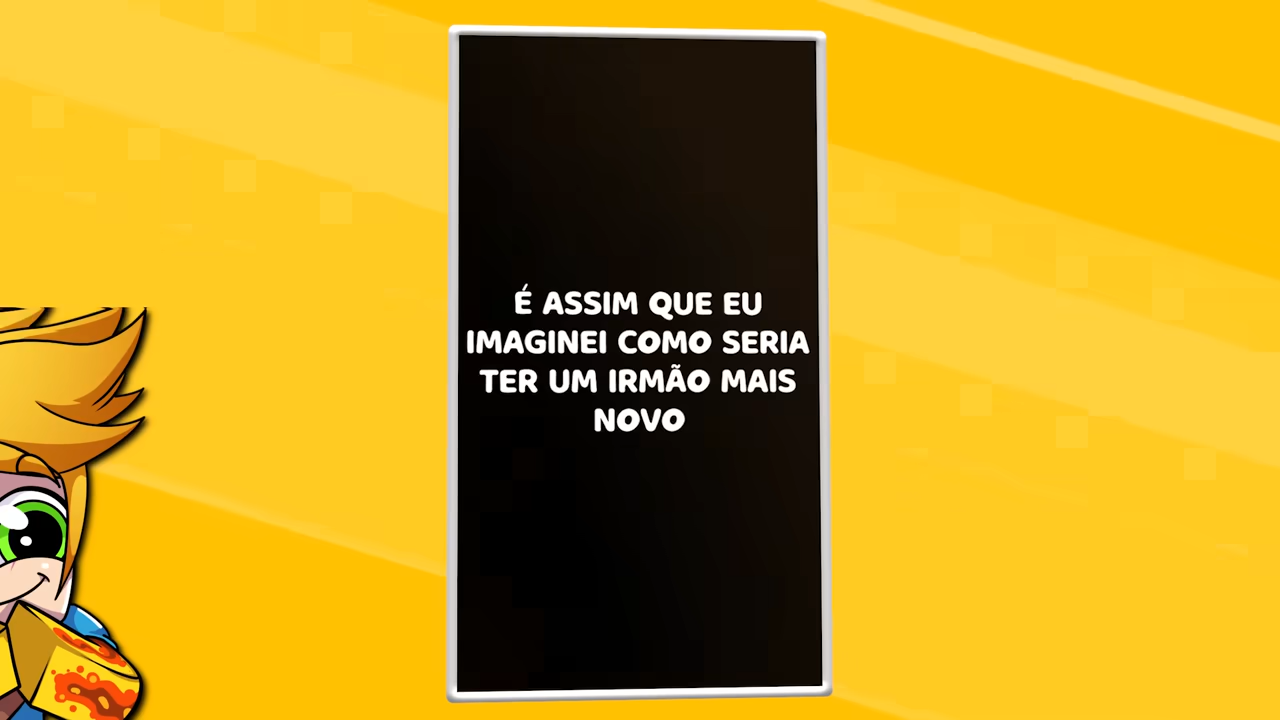 É ASSIM QUE EU
IMAGINEI COMO SERIA
TER UM IRMÃO MAIS
NOVO